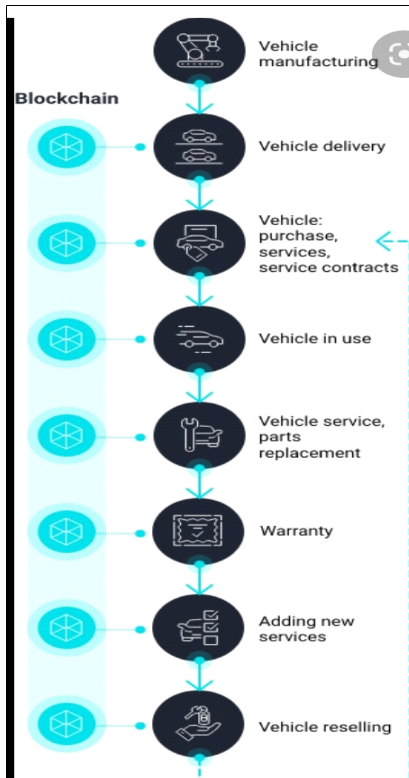 Vehicle
manufacturing
Blockchain
Vehicle delivery
Vehicle:
purchase,
services,
service contracts
Vehicle in use
Vehicle service,
parts
replacement
Warranty
Adding new
services
Vehicle reselling